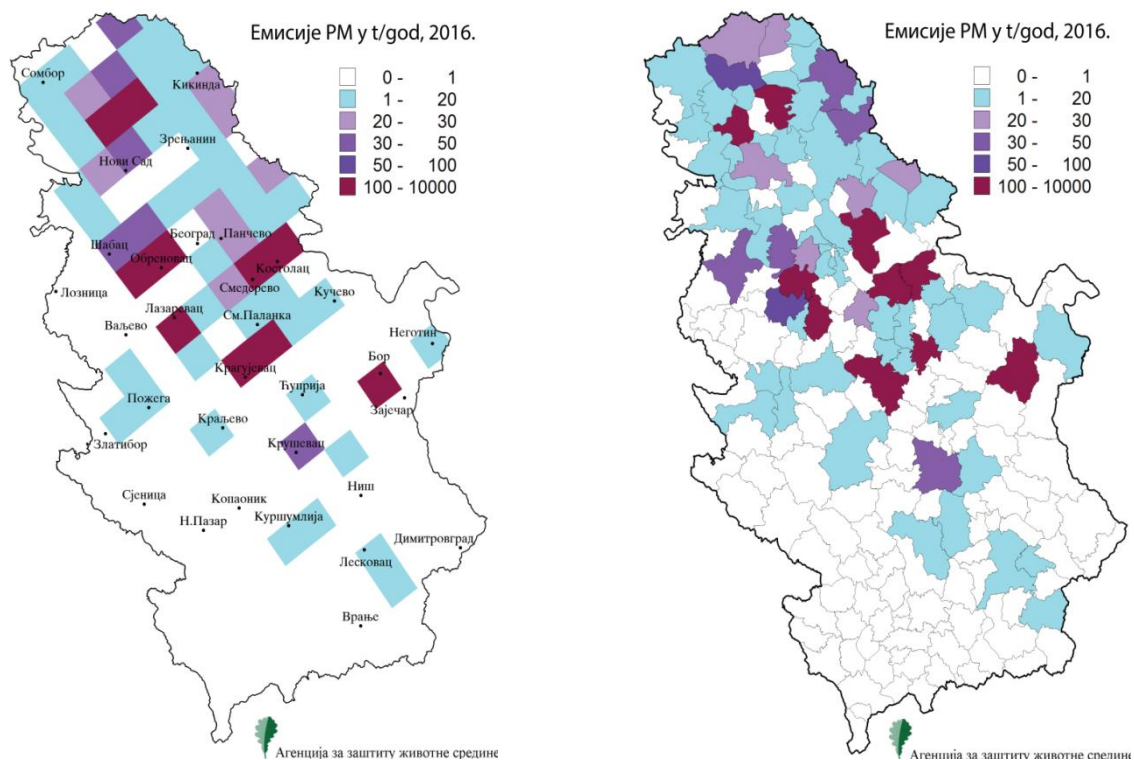 Емисије PM у t/god, 2016.
0 - 1
1 - 20
20 - 30
30 - 50
50 - 100
100 - 10000
Сомбор
Кикинда
Зрењанин
Нови Сад
Београд
Панчево
Шабац
Обреновац
Костолац
Смедерево
Лозница
Кучево
Лазаревац
См.Паланка
Ваљево
Неготин
Бор
Крагујевац
Ћуприја
Зајечар
Пожега
Краљево
Златибор
Крушевац
Ниш
Сјеница
Копаоник
Н.Пазар
Куршумлија
Димитровград
Лесковац
Врање
Агенција за заштиту животне средине
Емисије PM у t/god, 2016.
0 - 1
1 - 20
20 - 30
30 - 50
50 - 100
100 - 10000
Агенција за заштиту животне средине